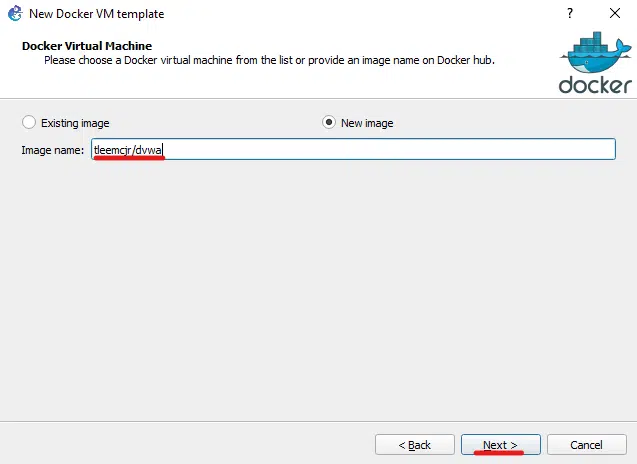 New Docker VM template
?
Docker Virtual Machine
Please choose a Docker virtual machine from the list or provide an image name on Docker hub.
docker
Existing image
New image
Image name: tleemcjr/dvwa
< Back
Next >
Cancel